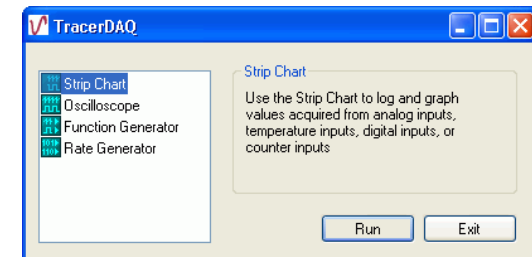 TracerDAQ
Strip Chart
Oscilloscope
Function Generator
Rate Generator
Strip Chart
Use the Strip Chart to log and graph
values acquired from analog inputs,
temperature inputs, digital inputs, or
counter inputs
Run
Exit